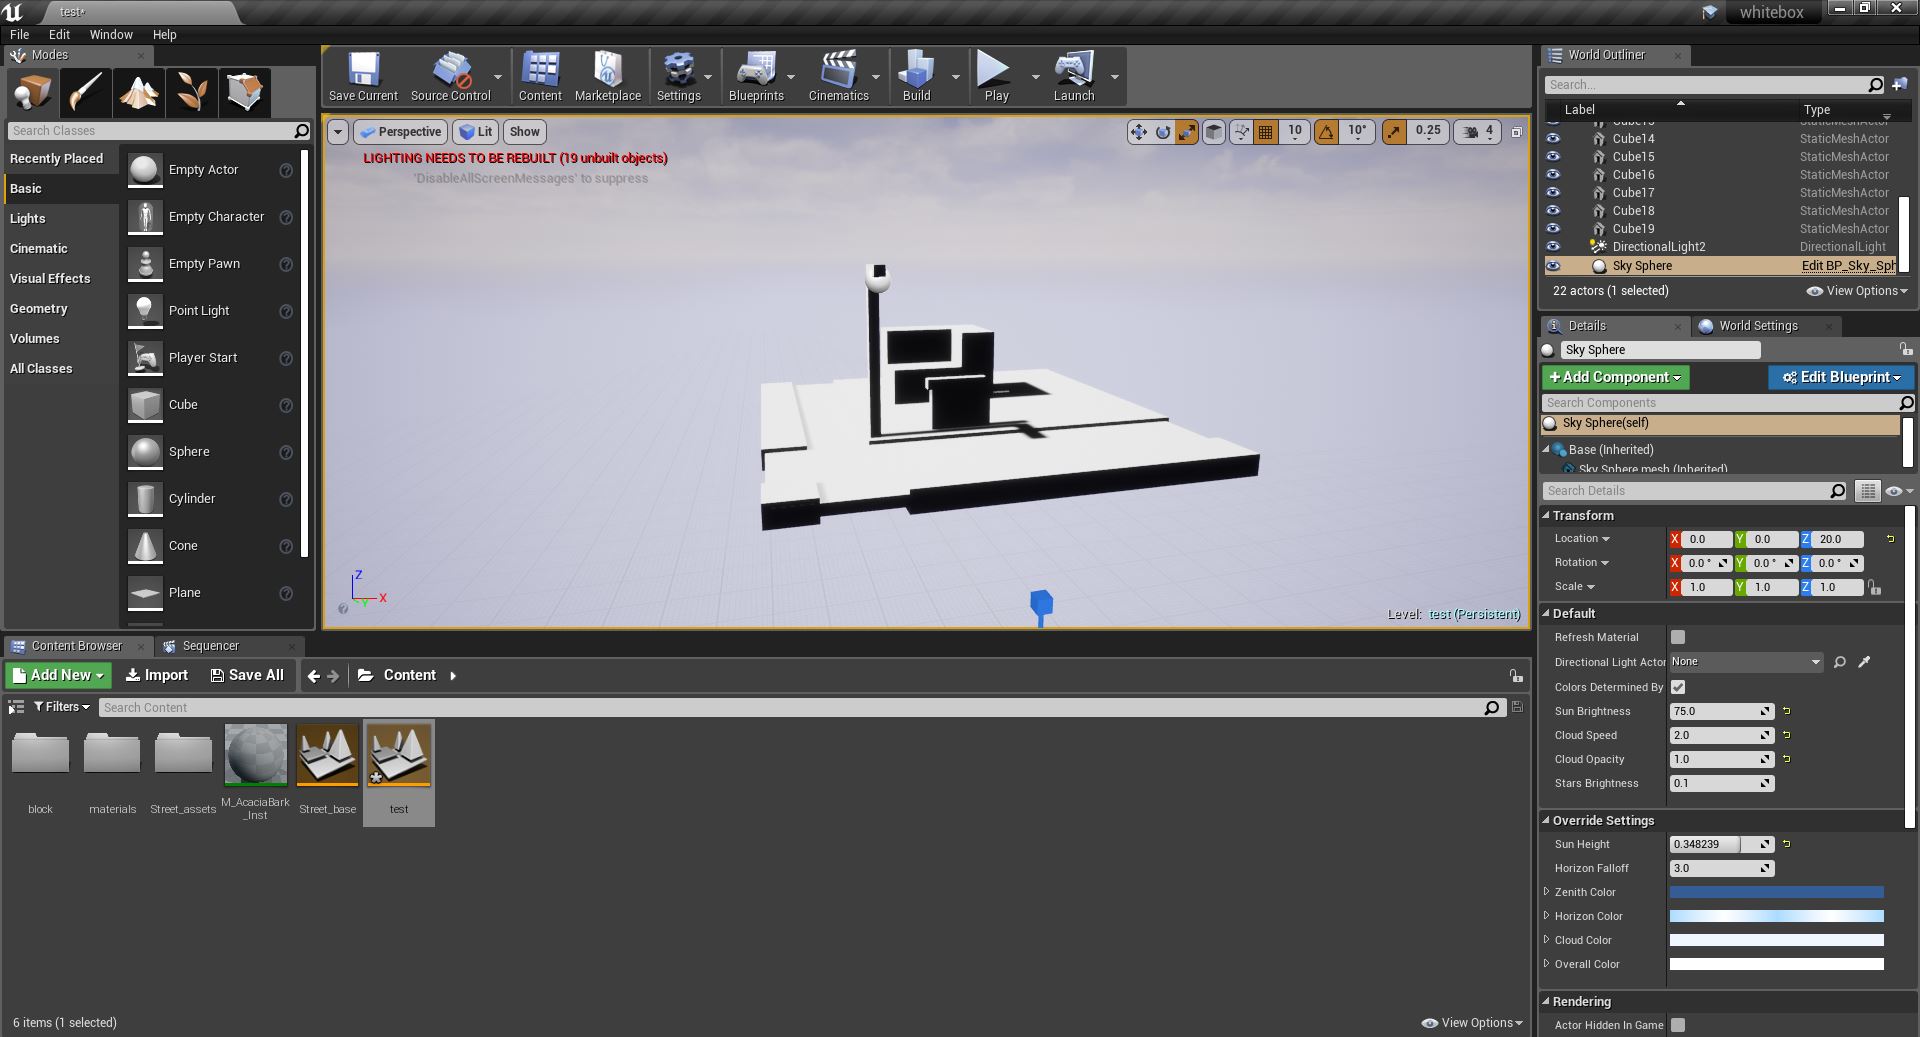 test*
whitebox
File Edit Window Help
Modes
Search Classes
Recently Placed
Basic
Lights
Cinematic
Visual Effects
Geometry
Volumes
All Classes
Empty Actor
Empty Character
Empty Pawn
Point Light
Player Start
Cube
Sphere
Cylinder
Cone
Plane
Save Current
Source Control
Content
Marketplace
Settings
Blueprints
Cinematics
Build
Play
Launch
Perspective
Lit
Show
10
10°
0.25
4
LIGHTING NEEDS TO BE REBUILT (19 unbuilt objects)
'DisableAllScreenMessages' to suppress
Z
X
Y
Level: test (Persistent)
World Outliner
Search...
Label Type
Cube13
Cube14 StaticMeshActor
Cube15 StaticMeshActor
Cube16 StaticMeshActor
Cube17 StaticMeshActor
Cube18 StaticMeshActor
Cube19 StaticMeshActor
DirectionalLight2 DirectionalLight
Sky Sphere Edit BP_Sky_Sph
22 actors (1 selected)
View Options
Details
World Settings
Sky Sphere
+Add Component
Edit Blueprint
Search Components
Sky Sphere(self)
Base (Inherited)
Sky Sphere mesh (Inherited)
Search Details
Transform
Location X 0.0 Y 0.0 Z 20.0
Rotation X 0.0 ° Y 0.0 ° Z 0.0 °
Scale X 1.0 Y 1.0 Z 1.0
Default
Refresh Material
Directional Light Actor None
Colors Determined By
Sun Brightness 75.0
Cloud Speed 2.0
Cloud Opacity 1.0
Stars Brightness 0.1
Override Settings
Sun Height 0.348239
Horizon Falloff 3.0
Zenith Color
Horizon Color
Cloud Color
Overall Color
Rendering
Actor Hidden In Game
Content Browser
Sequencer
Add New
Import
Save All
Content
Filters
Search Content
block
materials
Street_assets
M_AcaciaBark
_Inst
Street_base
test
6 items (1 selected)
View Options